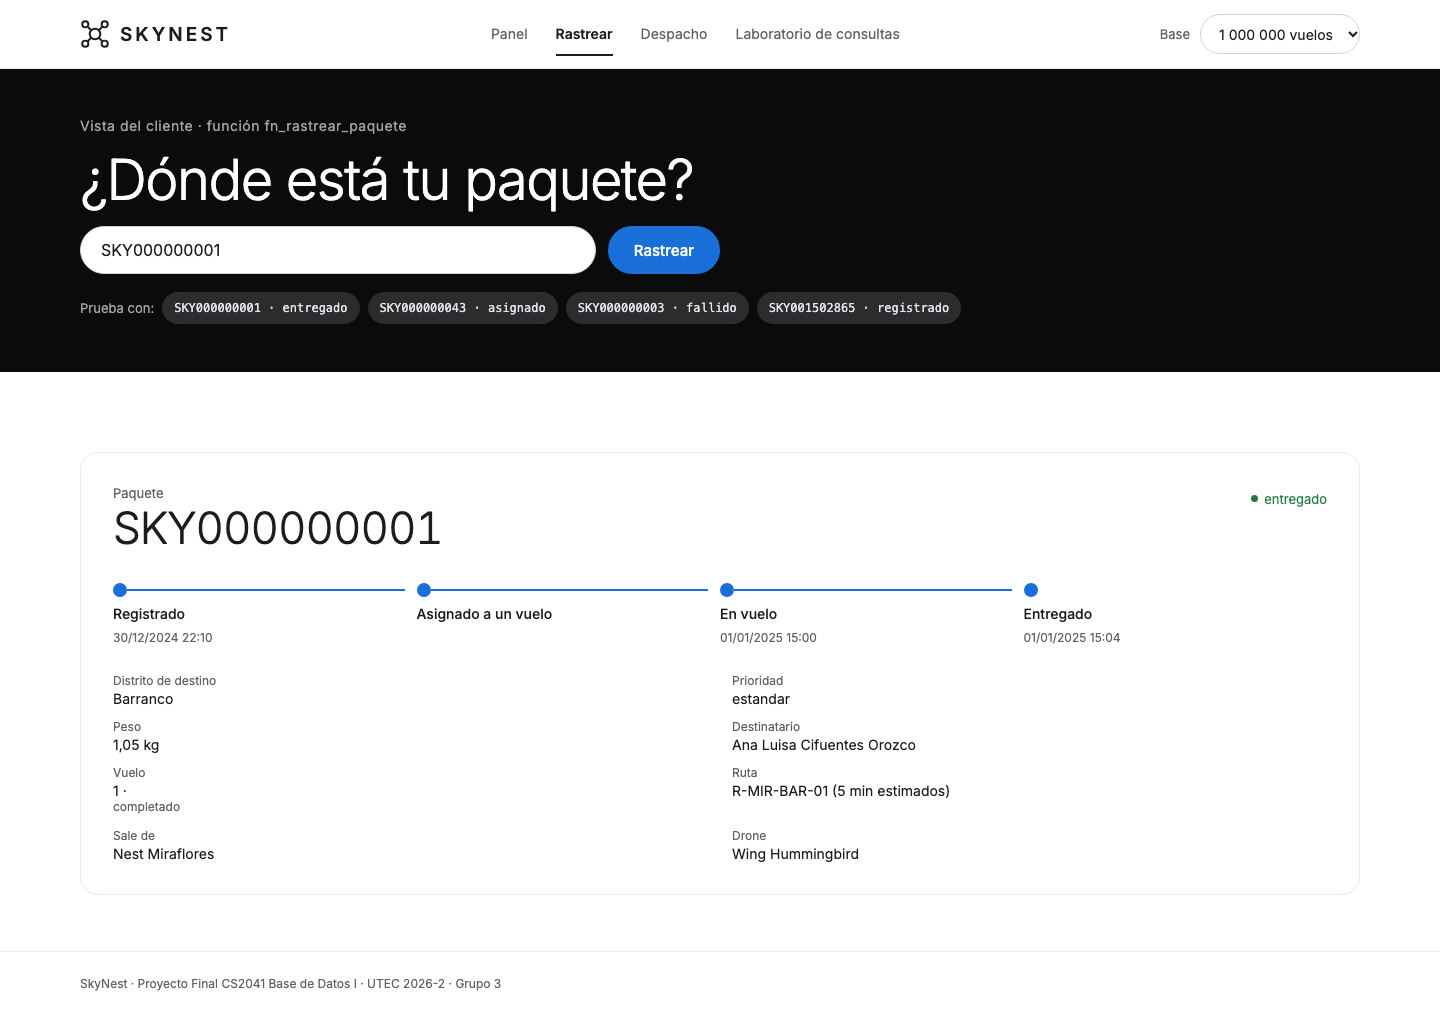 SKYNEST
Panel
Rastrear
Despacho
Laboratorio de consultas
Base
1 000 000 vuelos
Vista del cliente · función fn_rastrear_paquete
¿Dónde está tu paquete?
SKY000000001
Rastrear
Prueba con:
SKY000000001 · entregado
SKY000000043 · asignado
SKY000000003 · fallido
SKY001502865 · registrado
Paquete
SKY000000001
entregado
Registrado
30/12/2024 22:10
Asignado a un vuelo
En vuelo
01/01/2025 15:00
Entregado
01/01/2025 15:04
Distrito de destino
Barranco
Prioridad
estandar
Peso
1,05 kg
Destinatario
Ana Luisa Cifuentes Orozco
Vuelo
1 ·
completado
Ruta
R-MIR-BAR-01 (5 min estimados)
Sale de
Nest Miraflores
Drone
Wing Hummingbird
SkyNest · Proyecto Final CS2041 Base de Datos I · UTEC 2026-2 · Grupo 3